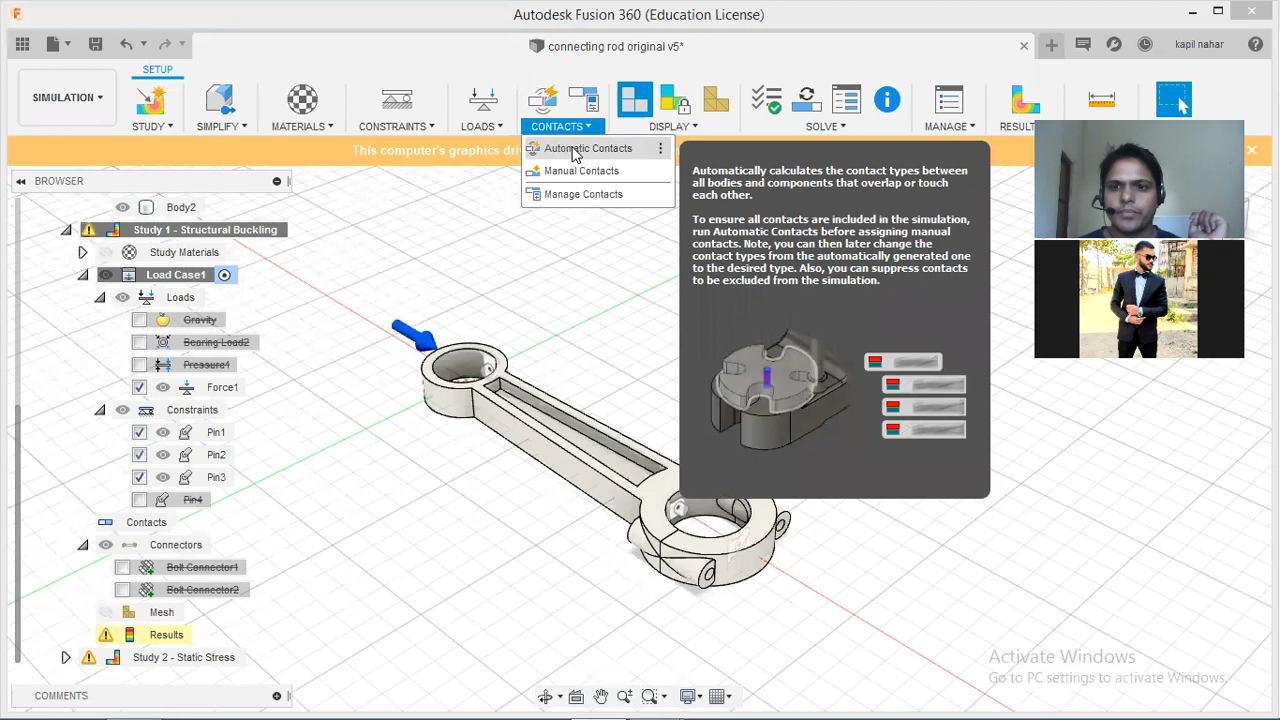 Autodesk Fusion 360 (Education License)
connecting rod original v5*
kapil nahar
SETUP
SIMULATION
STUDY
SIMPLIFY
MATERIALS
CONSTRAINTS
LOADS
CONTACTS
DISPLAY
SOLVE
MANAGE
RESUL
This computer's graphics dri
Automatic Contacts
Manual Contacts
Manage Contacts
Automatically calculates the contact types between
all bodies and components that overlap or touch
each other.
To ensure all contacts are included in the simulation,
run Automatic Contacts before assigning manual
contacts. Note, you can then later change the
contact types from the automatically generated one
to the desired type. Also, you can suppress contacts
to be excluded from the simulation.
BROWSER
Body2
Study 1 - Structural Buckling
Study Materials
Load Case1
Loads
Gravity
Bearing Load2
Pressure1
Force1
Constraints
Pin1
Pin2
Pin3
Pin4
Contacts
Connectors
Bolt Connector1
Bolt Connector2
Mesh
Results
Study 2 - Static Stress
COMMENTS
Activate Windows
Go to PC settings to activate Windows.